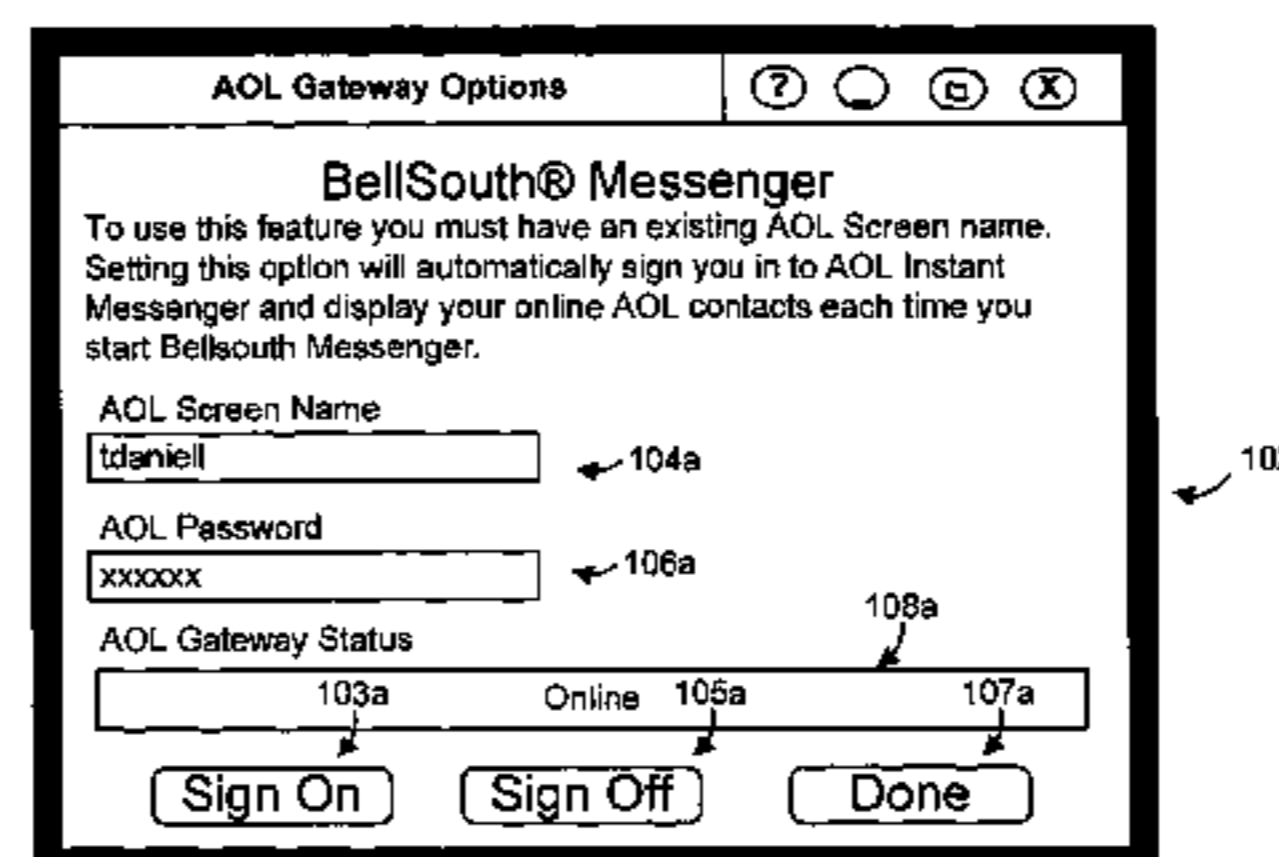 AOL Gateway Options ? _ X
BellSouth® Messenger
To use this feature you must have an existing AOL Screen name.
Setting this option will automatically sign you in to AOL Instant
Messenger and display your online AOL contacts each time you
start Bellsouth Messenger.
AOL Screen Name
tdaniell
104a
AOL Password
xxxxxx
106a
108a
AOL Gateway Status
103a
Online
105a
107a
Sign On
Sign Off
Done